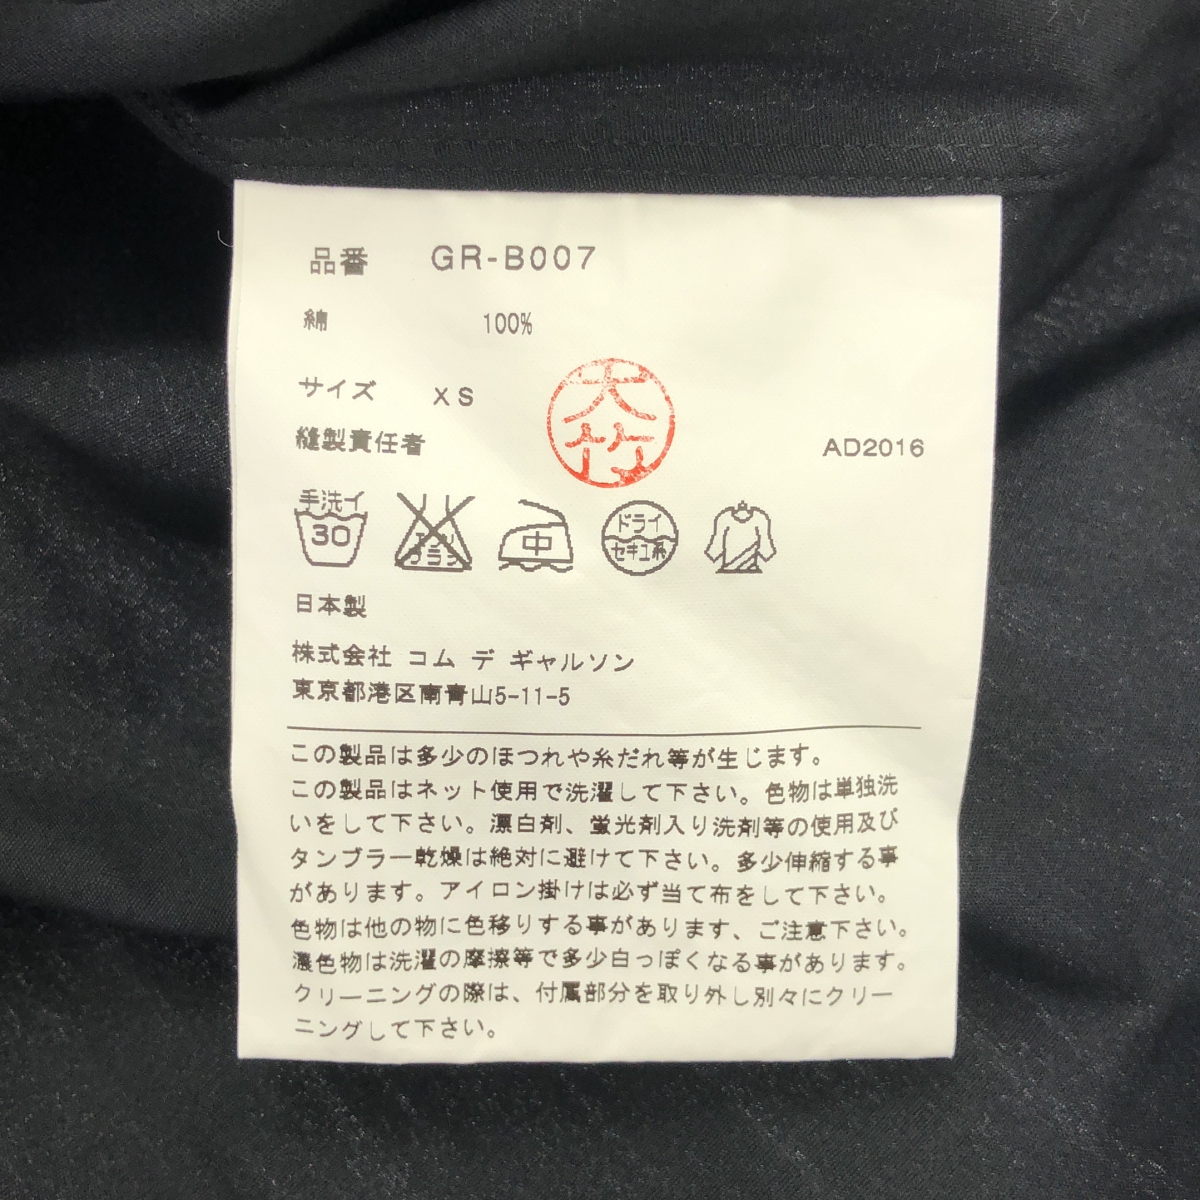 品番 GR-B007
綿 100%
サイズ XS
縫製責任者 大竹 AD2016
手洗イ
30
エンソ
サラシ
中
ドライ
セキユ系
日本製
株式会社 コム デ ギャルソン
東京都港区南青山5-11-5
この製品は多少のほつれや糸だれ等が生じます。
この製品はネット使用で洗濯して下さい。色物は単独洗
いをして下さい。漂白剤、蛍光剤入り洗剤等の使用及び
タンブラー乾燥は絶対に避けて下さい。多少伸縮する事
があります。アイロン掛けは必ず当て布をして下さい。
色物は他の物に色移りする事があります、ご注意下さい。
濃色物は洗濯の摩擦等で多少白っぽくなる事があります。
クリーニングの際は、付属部分を取り外し別々にクリー
ニングして下さい。